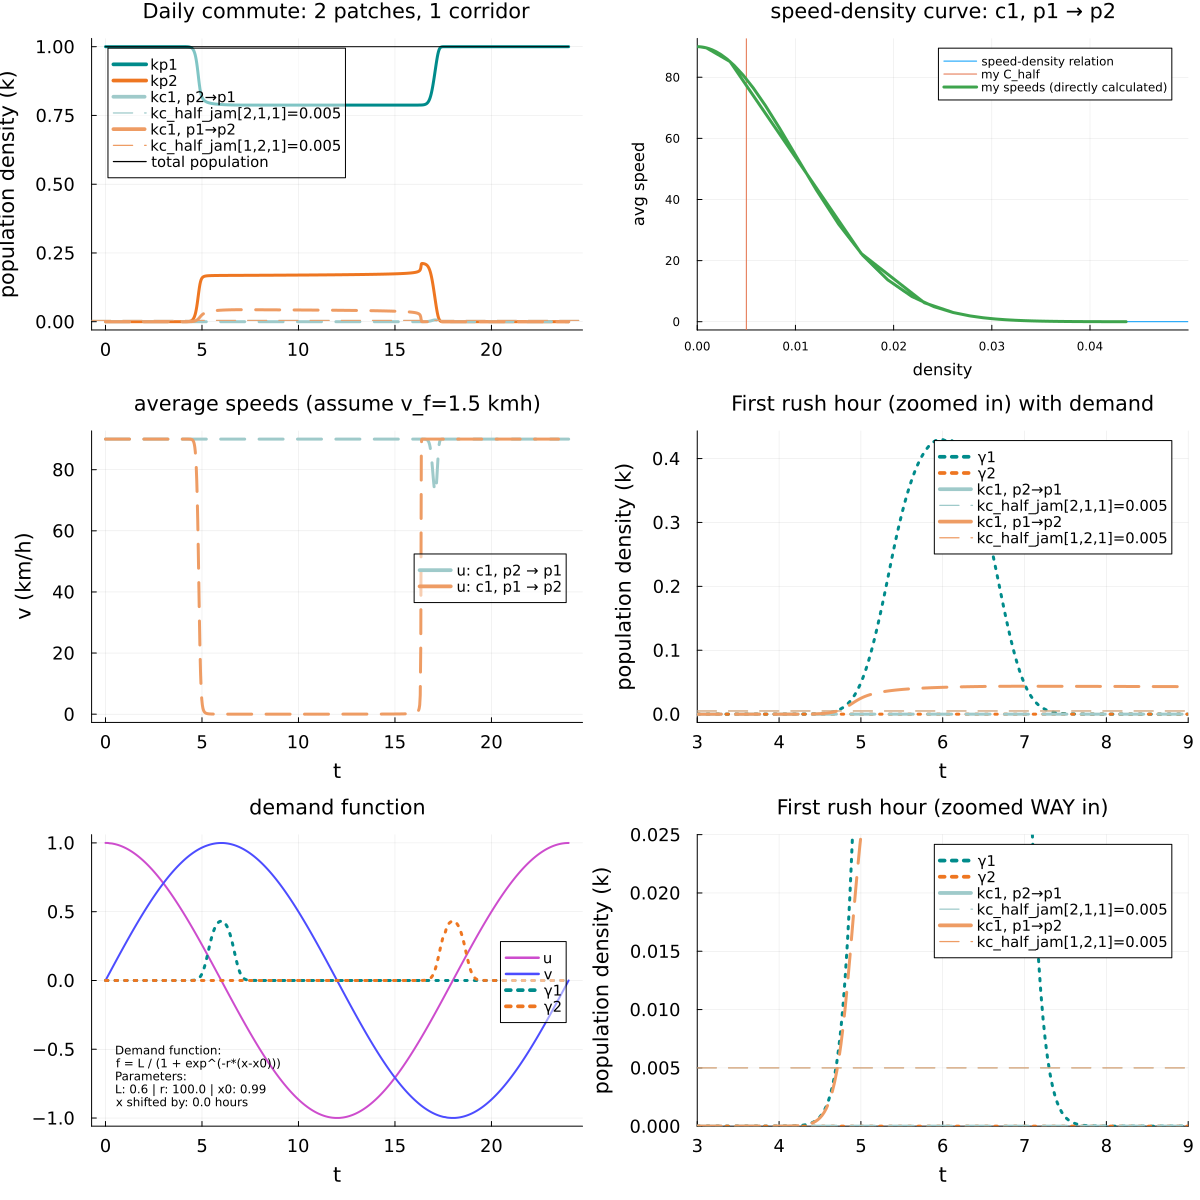 Daily commute: 2 patches, 1 corridor
population density (k)
1.00
0.75
0.50
0.25
0.00
0
5
10
15
20
kp1
kp2
kc1, p2→p1
kc_half_jam[2,1,1]=0.005
kc1, p1→p2
kc_half_jam[1,2,1]=0.005
total population
speed-density curve: c1, p1 → p2
avg speed
80
60
40
20
0
0.00
0.01
0.02
0.03
0.04
density
speed-density relation
my C_half
my speeds (directly calculated)
average speeds (assume v_f=1.5 kmh)
v (km/h)
80
60
40
20
0
0
5
10
15
20
t
u: c1, p2 → p1
u: c1, p1 → p2
First rush hour (zoomed in) with demand
population density (k)
0.4
0.3
0.2
0.1
0.0
3
4
5
6
7
8
9
t
γ1
γ2
kc1, p2→p1
kc_half_jam[2,1,1]=0.005
kc1, p1→p2
kc_half_jam[1,2,1]=0.005
demand function
1.0
0.5
0.0
−0.5
−1.0
0
5
10
15
20
t
u
v
γ1
γ2
Demand function:
f = L / (1 + exp^(-r*(x-x0)))
Parameters:
L: 0.6 | r: 100.0 | x0: 0.99
x shifted by: 0.0 hours
First rush hour (zoomed WAY in)
population density (k)
0.025
0.020
0.015
0.010
0.005
0.000
3
4
5
6
7
8
9
t
γ1
γ2
kc1, p2→p1
kc_half_jam[2,1,1]=0.005
kc1, p1→p2
kc_half_jam[1,2,1]=0.005